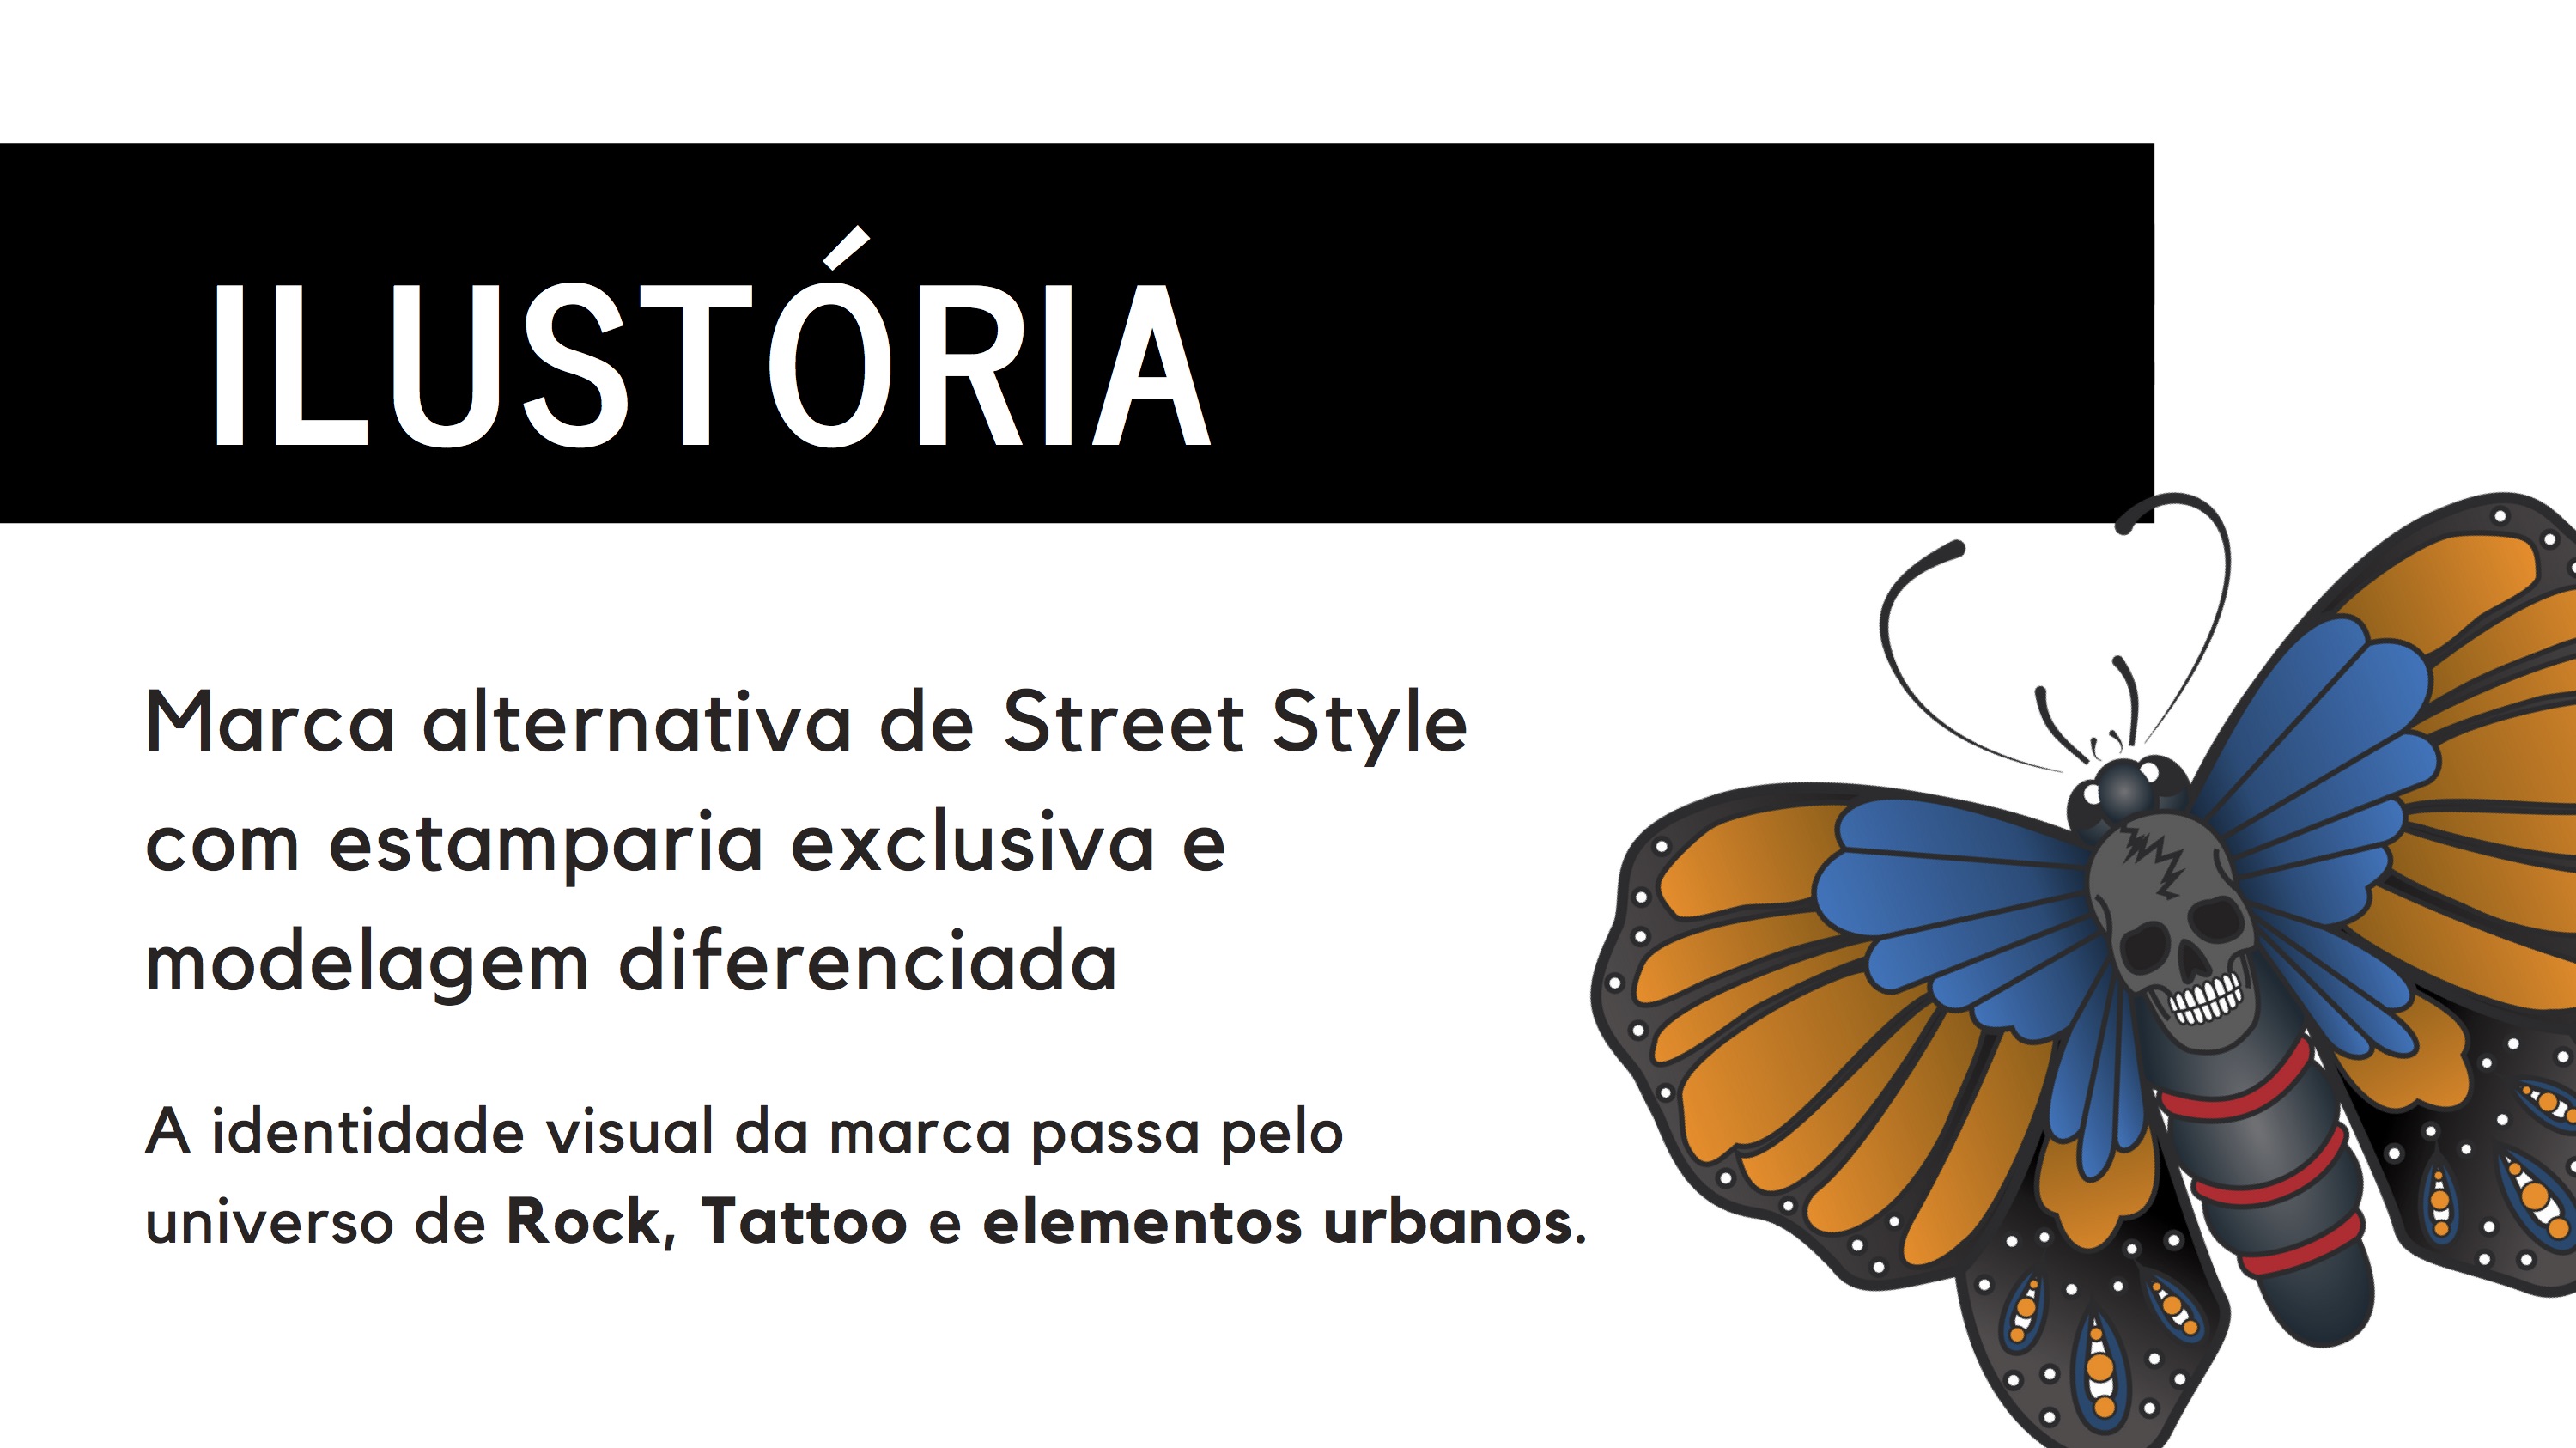 ILUSTÓRIA
Marca alternativa de Street Style
com estamparia exclusiva e
modelagem diferenciada
A identidade visual da marca passa pelo
universo de Rock, Tattoo e elementos urbanos.